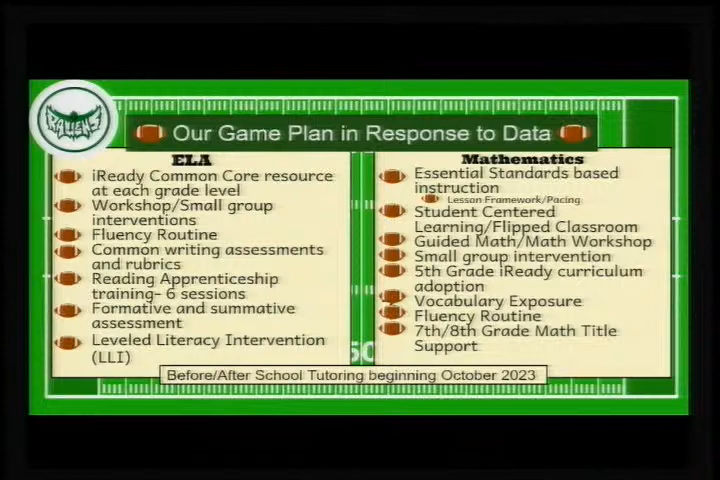 RAVENS
Our Game Plan in Response to Data
ELA
iReady Common Core resource
at each grade level
Workshop/Small group
interventions
Fluency Routine
Common writing assessments
and rubrics
Reading Apprenticeship
training- 6 sessions
Formative and summative
assessment
Leveled Literacy Intervention
(LLI)
Mathematics
Essential Standards based
instruction
Lesson Framework/Pacing
Student Centered
Learning/Flipped Classroom
Guided Math/Math Workshop
Small group intervention
5th Grade iReady curriculum
adoption
Vocabulary Exposure
Fluency Routine
7th/8th Grade Math Title
Support
50
Before/After School Tutoring beginning October 2023